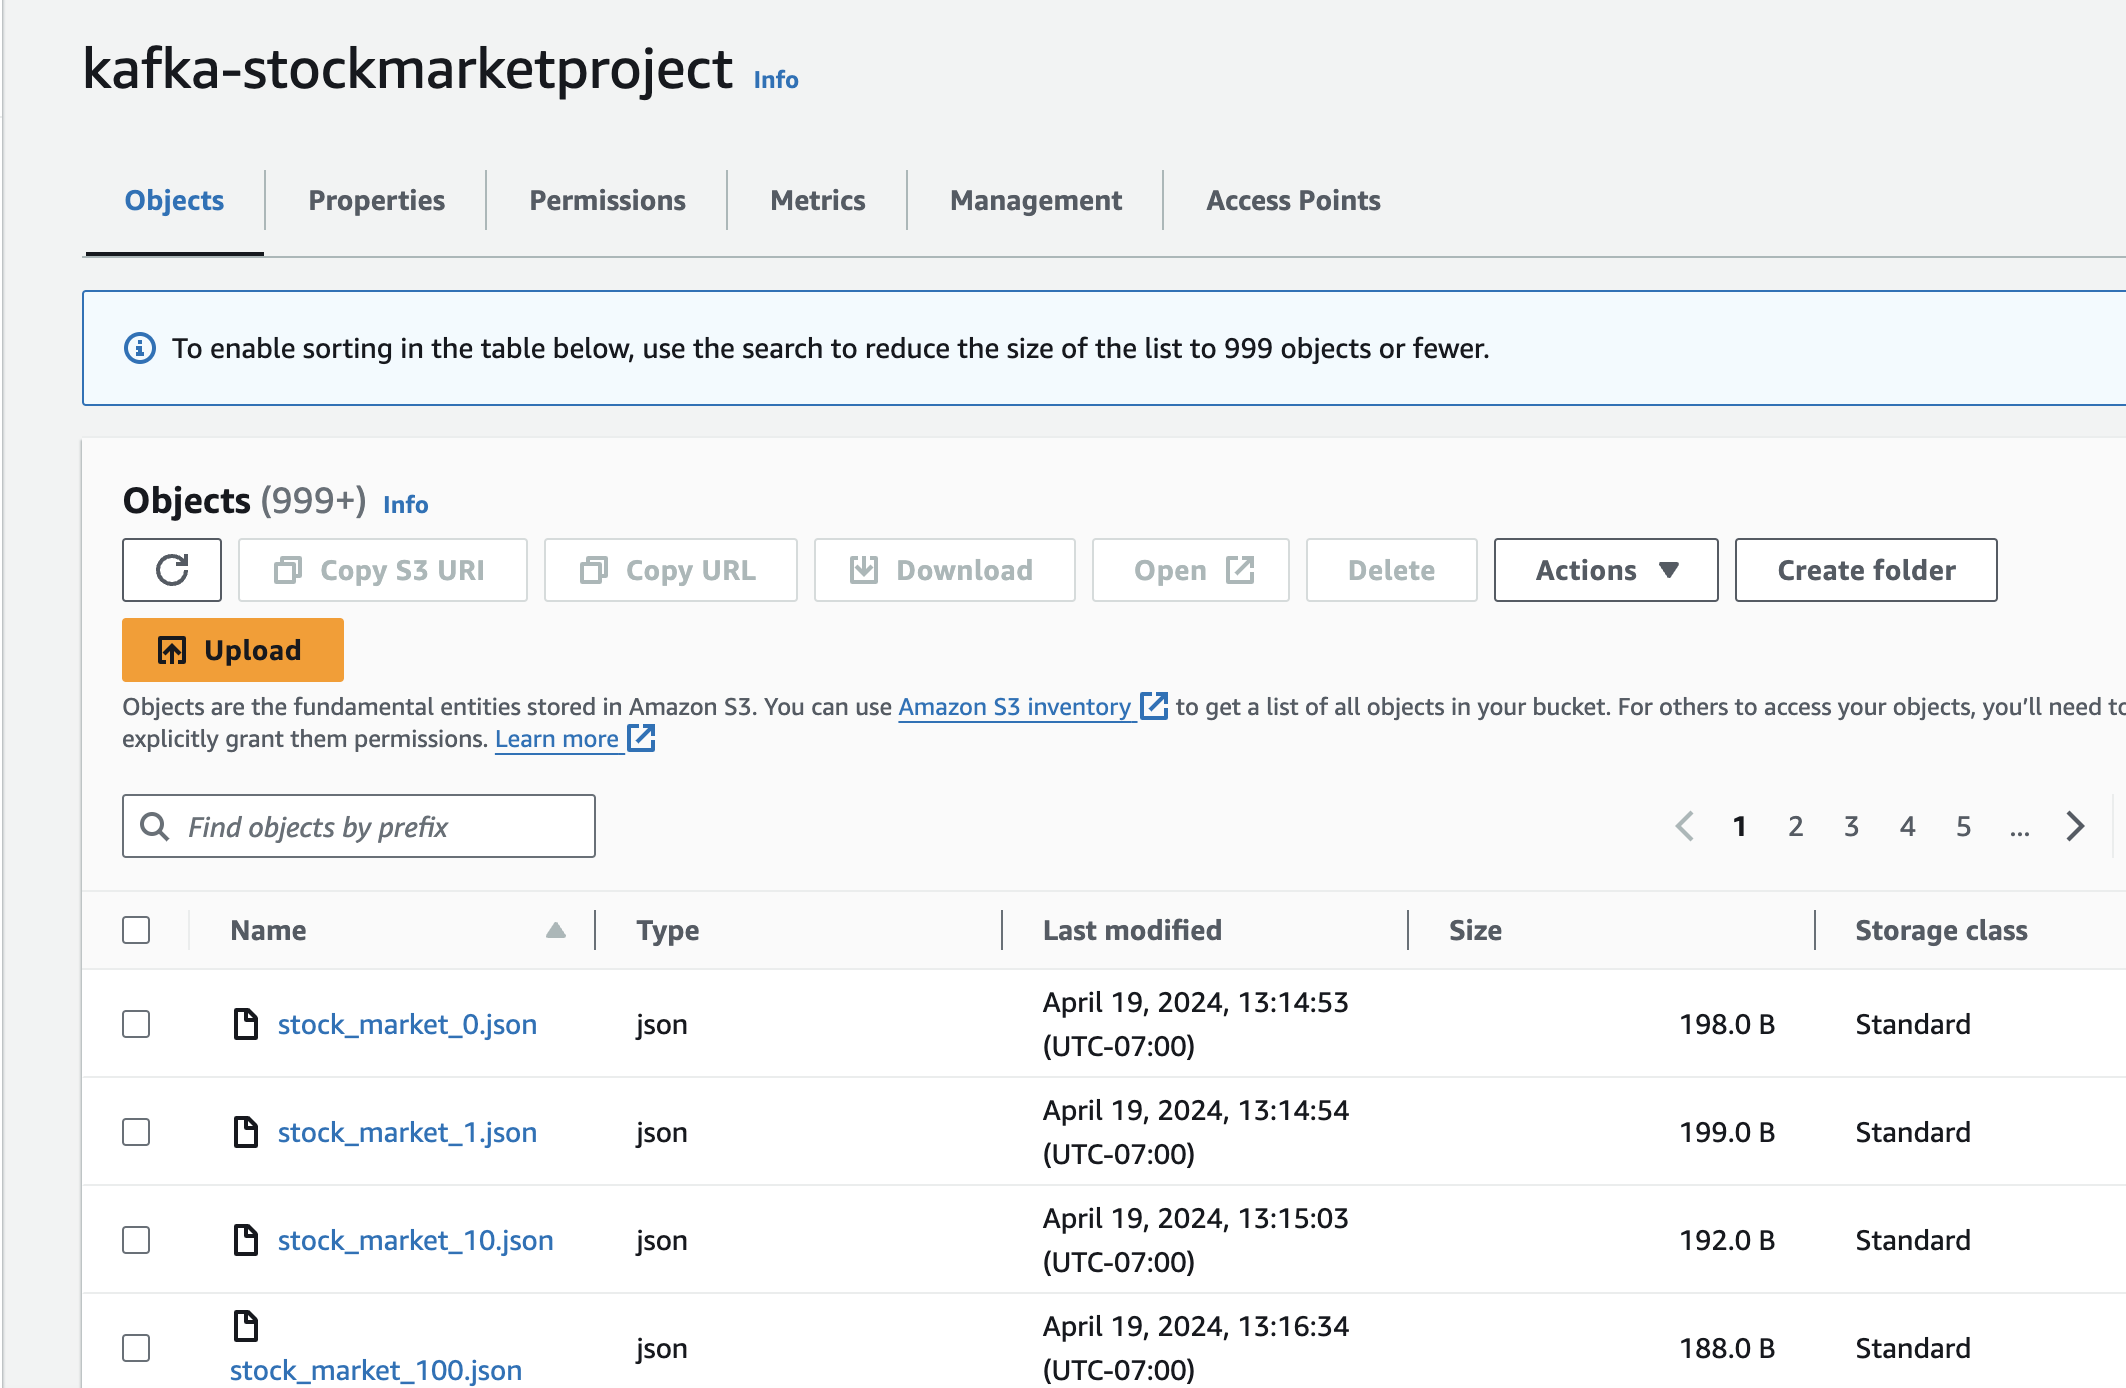 kafka-stockmarketproject Info
Objects Properties Permissions Metrics Management Access Points
To enable sorting in the table below, use the search to reduce the size of the list to 999 objects or fewer.
Objects (999+) Info
Copy S3 URI Copy URL Download Open Delete Actions Create folder
Upload
Objects are the fundamental entities stored in Amazon S3. You can use Amazon S3 inventory to get a list of all objects in your bucket. For others to access your objects, you’ll need to
explicitly grant them permissions. Learn more
Find objects by prefix 1 2 3 4 5 ...
Name Type Last modified Size Storage class
stock_market_0.json json April 19, 2024, 13:14:53 (UTC-07:00) 198.0 B Standard
stock_market_1.json json April 19, 2024, 13:14:54 (UTC-07:00) 199.0 B Standard
stock_market_10.json json April 19, 2024, 13:15:03 (UTC-07:00) 192.0 B Standard
stock_market_100.json json April 19, 2024, 13:16:34 (UTC-07:00) 188.0 B Standard